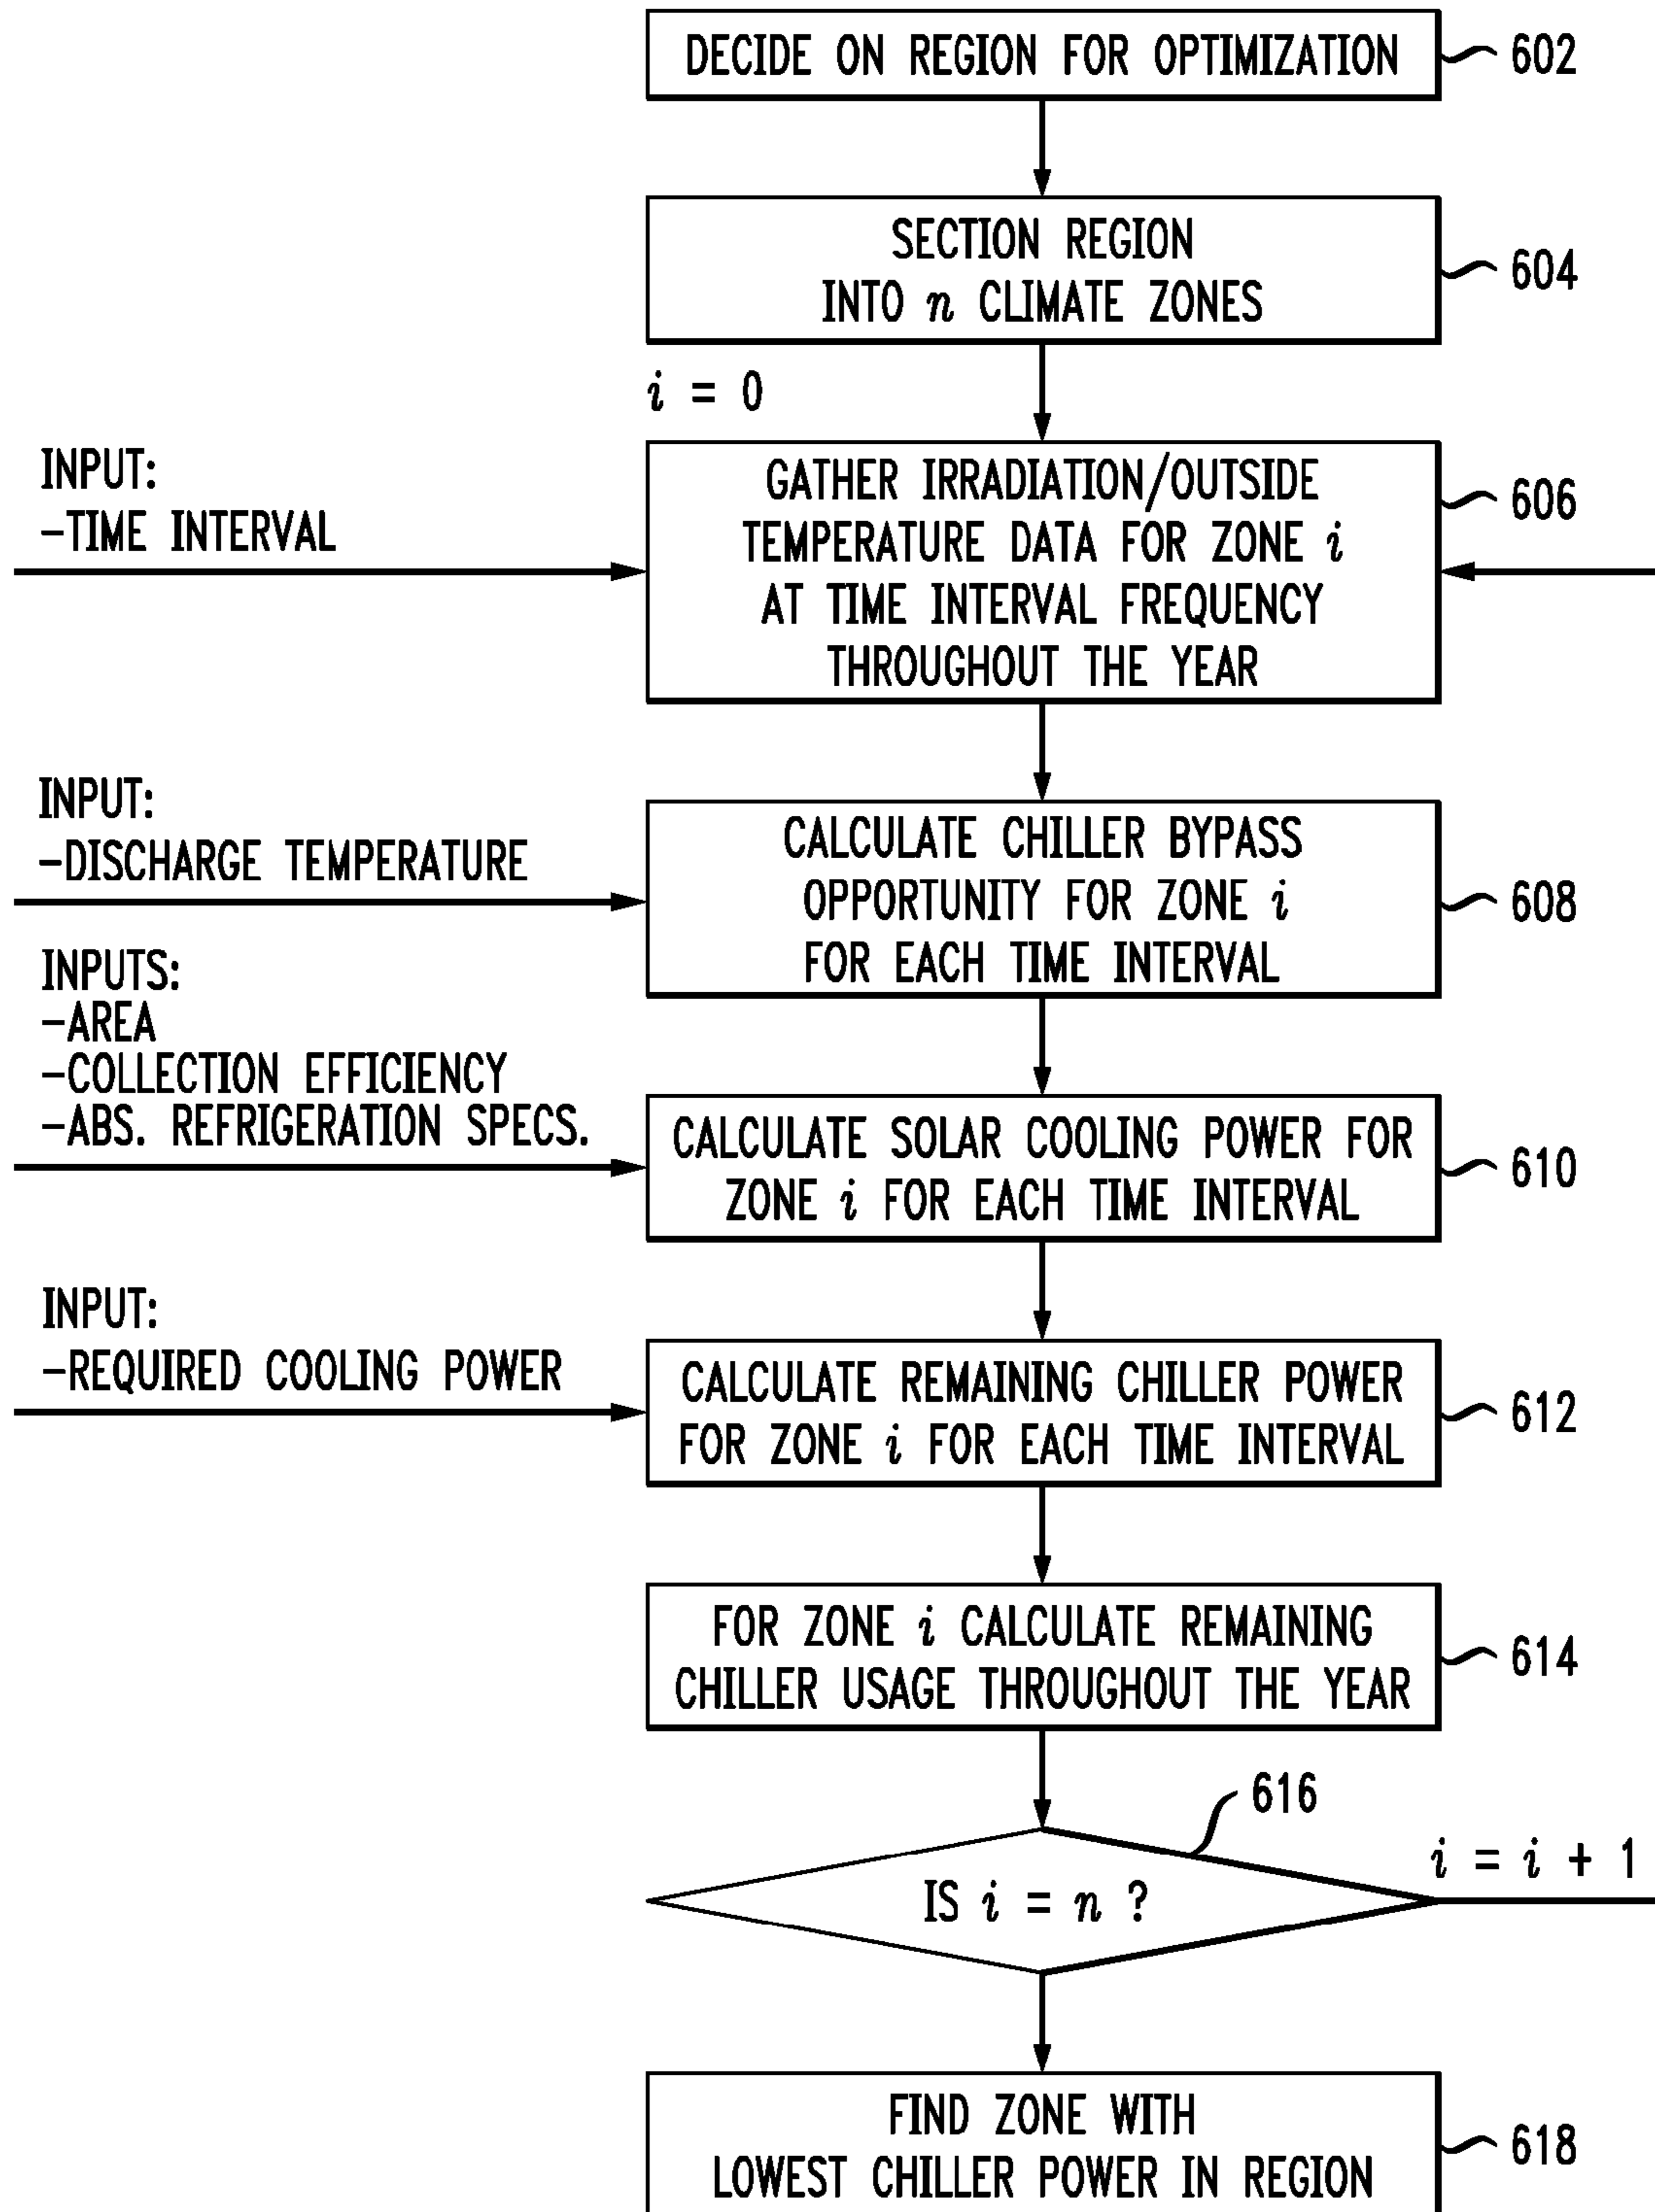 DECIDE ON REGION FOR OPTIMIZATION
602
SECTION REGION
INTO n CLIMATE ZONES
604
i = 0
INPUT:
-TIME INTERVAL
GATHER IRRADIATION/OUTSIDE
TEMPERATURE DATA FOR ZONE i
AT TIME INTERVAL FREQUENCY
THROUGHOUT THE YEAR
606
INPUT:
-DISCHARGE TEMPERATURE
CALCULATE CHILLER BYPASS
OPPORTUNITY FOR ZONE i
FOR EACH TIME INTERVAL
608
INPUTS:
-AREA
-COLLECTION EFFICIENCY
-ABS. REFRIGERATION SPECS.
CALCULATE SOLAR COOLING POWER FOR
ZONE i FOR EACH TIME INTERVAL
610
INPUT:
-REQUIRED COOLING POWER
CALCULATE REMAINING CHILLER POWER
FOR ZONE i FOR EACH TIME INTERVAL
612
FOR ZONE i CALCULATE REMAINING
CHILLER USAGE THROUGHOUT THE YEAR
614
616
IS i = n ?
i = i + 1
FIND ZONE WITH
LOWEST CHILLER POWER IN REGION
618